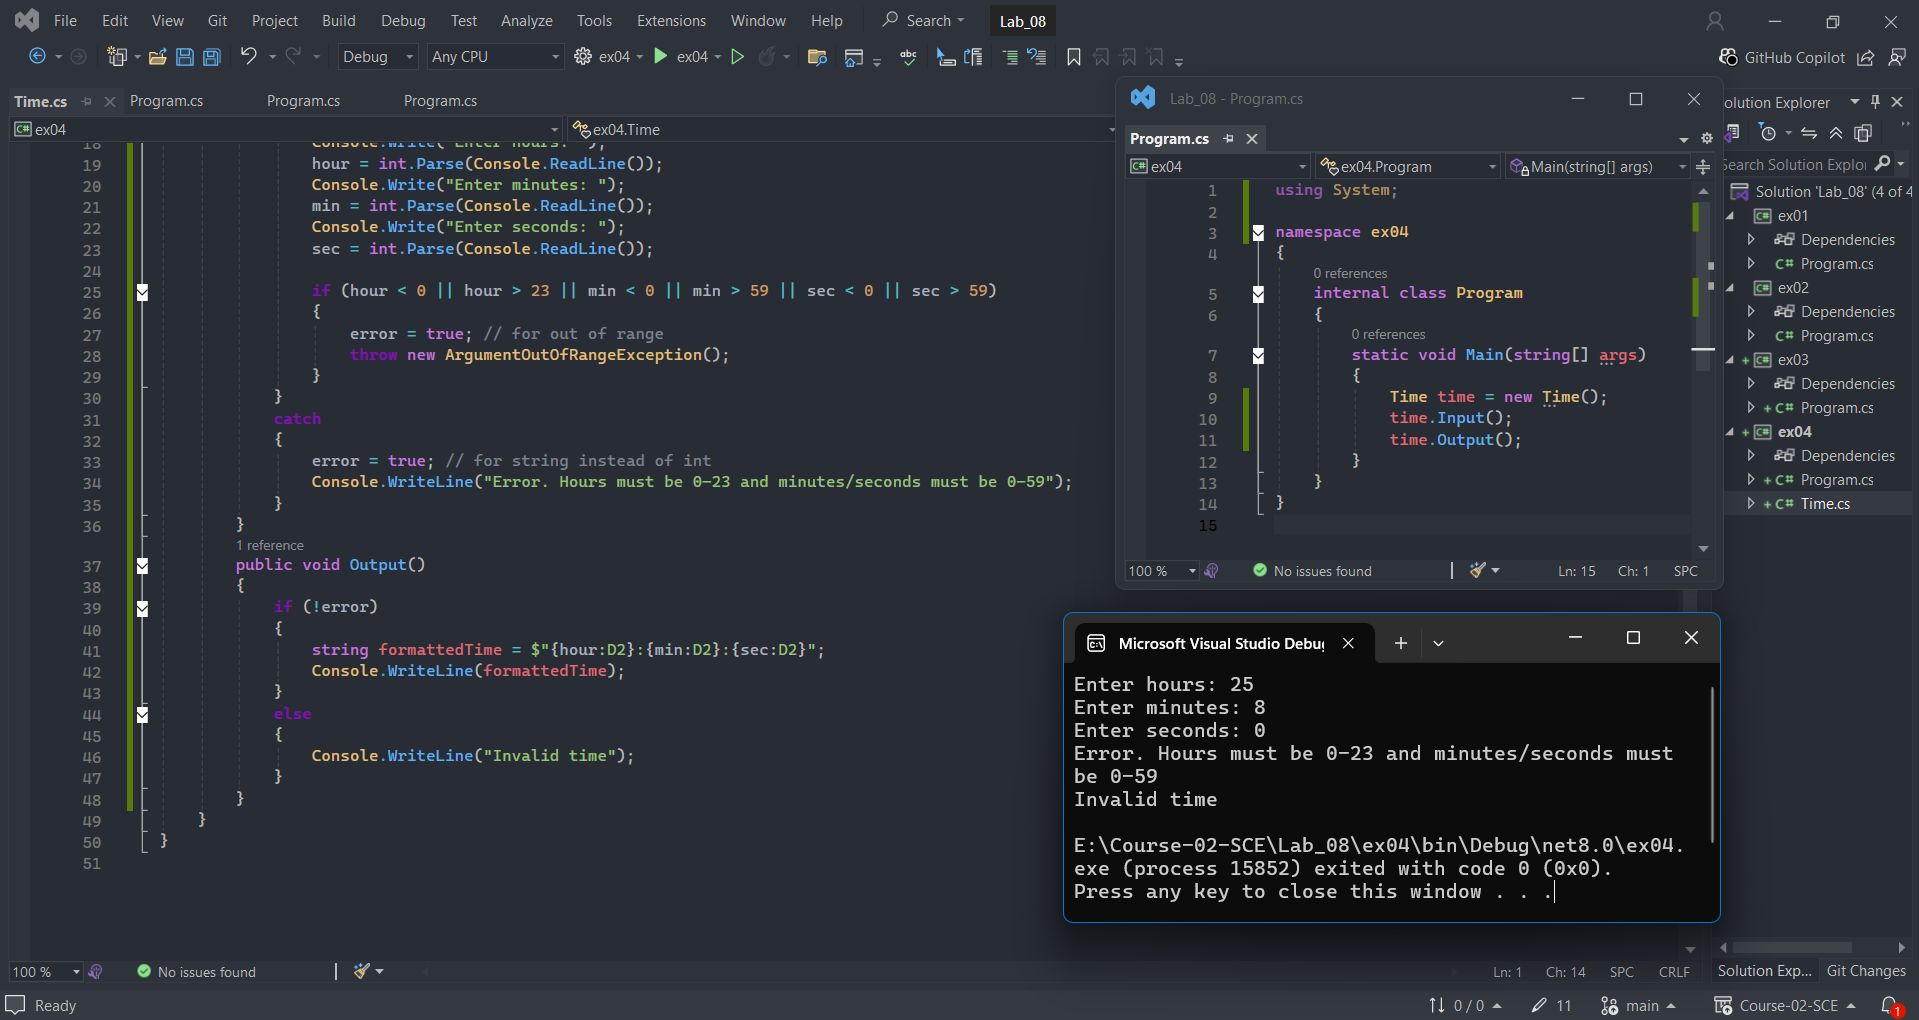 File Edit View Git Project Build Debug Test Analyze Tools Extensions Window Help Search Lab_08
Debug Any CPU ex04 ex04 abc GitHub Copilot
Time.cs Program.cs Program.cs Program.cs
C# ex04 ex04.Time
18 Console.Write("Enter hours: ");
19 hour = int.Parse(Console.ReadLine());
20 Console.Write("Enter minutes: ");
21 min = int.Parse(Console.ReadLine());
22 Console.Write("Enter seconds: ");
23 sec = int.Parse(Console.ReadLine());
24
25 if (hour < 0 || hour > 23 || min < 0 || min > 59 || sec < 0 || sec > 59)
26 {
27 error = true; // for out of range
28 throw new ArgumentOutOfRangeException();
29 }
30 }
31 catch
32 {
33 error = true; // for string instead of int
34 Console.WriteLine("Error. Hours must be 0-23 and minutes/seconds must be 0-59");
35 }
36 }
1 reference
37 public void Output()
38 {
39 if (!error)
40 {
41 string formattedTime = $"{hour:D2}:{min:D2}:{sec:D2}";
42 Console.WriteLine(formattedTime);
43 }
44 else
45 {
46 Console.WriteLine("Invalid time");
47 }
48 }
49 }
50 }
51
100 % No issues found Ln: 1 Ch: 14 SPC CRLF
Lab_08 - Program.cs
Program.cs
C# ex04 ex04.Program Main(string[] args)
1 using System;
2
3 namespace ex04
4 {
0 references
5 internal class Program
6 {
0 references
7 static void Main(string[] args)
8 {
9 Time time = new Time();
10 time.Input();
11 time.Output();
12 }
13 }
14 }
15
100 % No issues found Ln: 15 Ch: 1 SPC
Microsoft Visual Studio Debug
Enter hours: 25
Enter minutes: 8
Enter seconds: 0
Error. Hours must be 0-23 and minutes/seconds must
be 0-59
Invalid time
E:\Course-02-SCE\Lab_08\ex04\bin\Debug\net8.0\ex04.
exe (process 15852) exited with code 0 (0x0).
Press any key to close this window . . .
olution Explorer
earch Solution Explo
Solution 'Lab_08' (4 of 4
C# ex01
Dependencies
C# Program.cs
C# ex02
Dependencies
C# Program.cs
+ C# ex03
Dependencies
+ C# Program.cs
+ C# ex04
Dependencies
+ C# Program.cs
+ C# Time.cs
Solution Exp... Git Changes
Ready 0 / 0 11 main Course-02-SCE 1